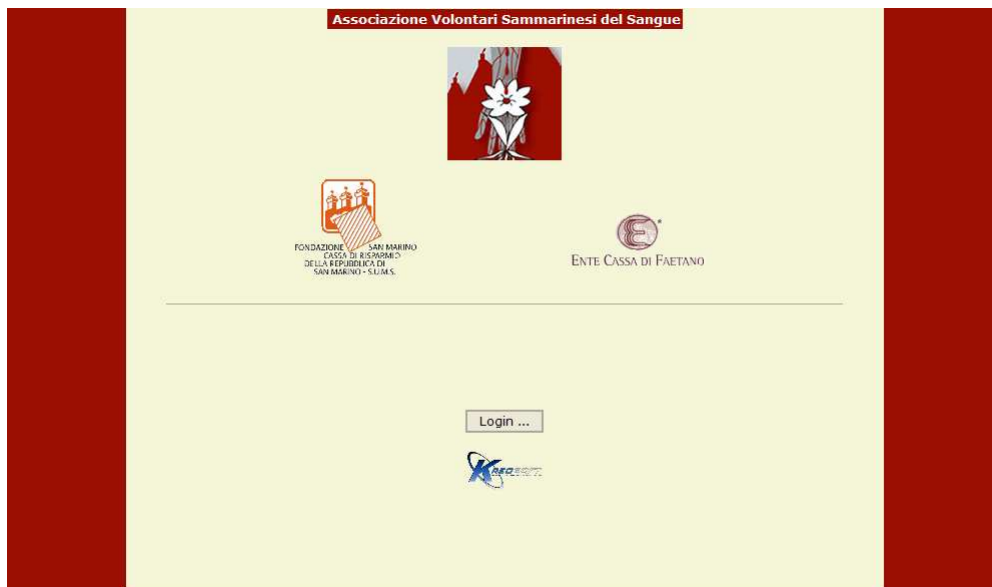 Associazione Volontari Sammarinesi del Sangue
FONDAZIONE SAN MARINO
CASSA DI RISPARMIO
DELLA REPUBBLICA DI
SAN MARINO - S.U.M.S.
ENTE CASSA DI FAETANO
Login ...
KREOSOFT